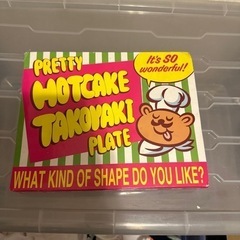 PRETTY
HOTCAKE
TAKOYAKI
PLATE
It's SO
wonderful!
WHAT KIND OF SHAPE DO YOU LIKE?